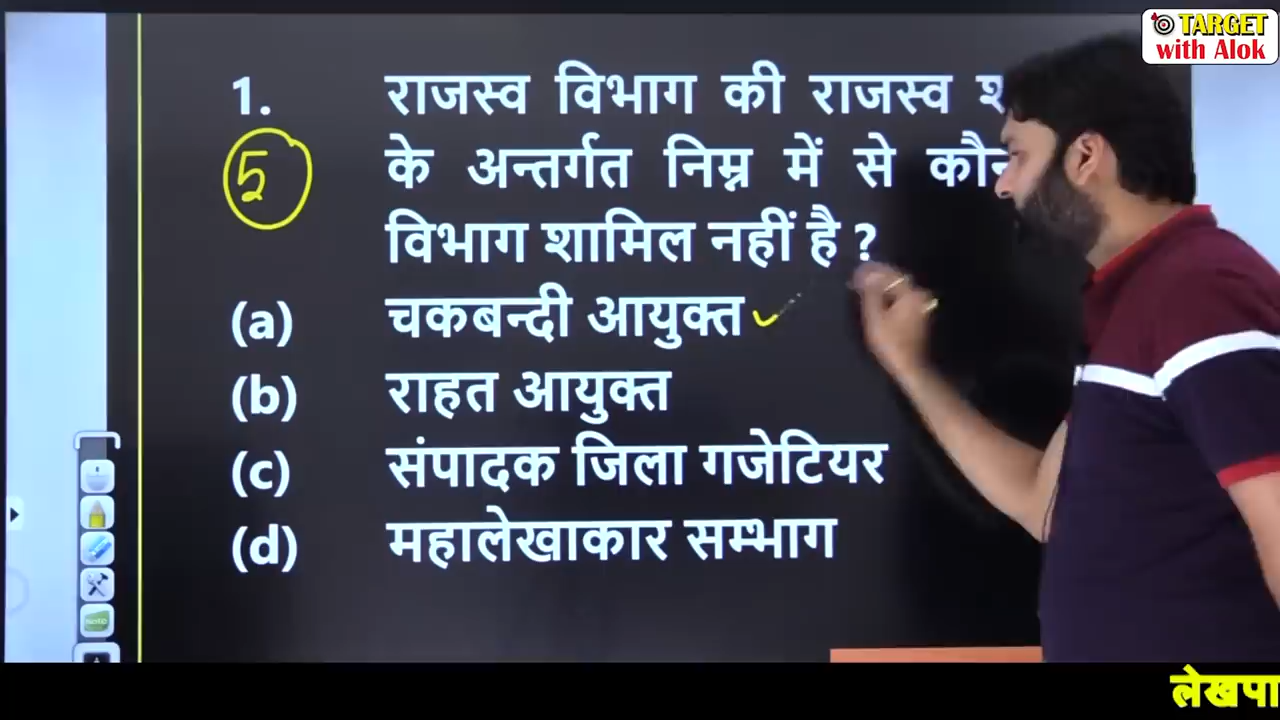 TARGET
with Alok
1. राजस्व विभाग की राजस्व
5 के अन्तर्गत निम्न में से
विभाग शामिल नहीं है ?
(a) चकबन्दी आयुक्त
(b) राहत आयुक्त
(c) संपादक जिला गजेटियर
(d) महालेखाकार सम्भाग